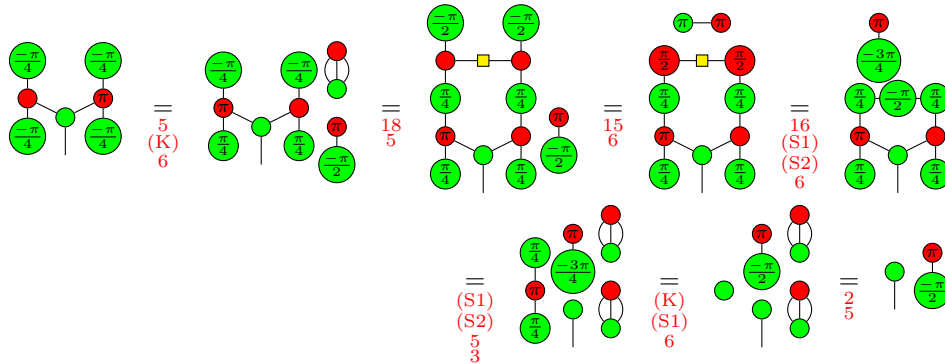 -π/4 -π/4
π
-π/4 -π/4
=
5
(K)
6
-π/4 -π/4
π
π/4 π/4
π
-π/2
=
18
5
-π/2 -π/2
π/4 π/4
π
π/4 π/4
π
-π/2
=
15
6
π
π/2 π/2
π/4 π/4
π
π/4 π/4
=
16
(S1)
(S2)
6
π
-3π/4
π/4 -π/2 π/4
π
π/4 π/4
=
(S1)
(S2)
5
3
π/4
π
π/4
π
-3π/4
=
(K)
(S1)
6
π
-π/2
=
2
5
π
-π/2